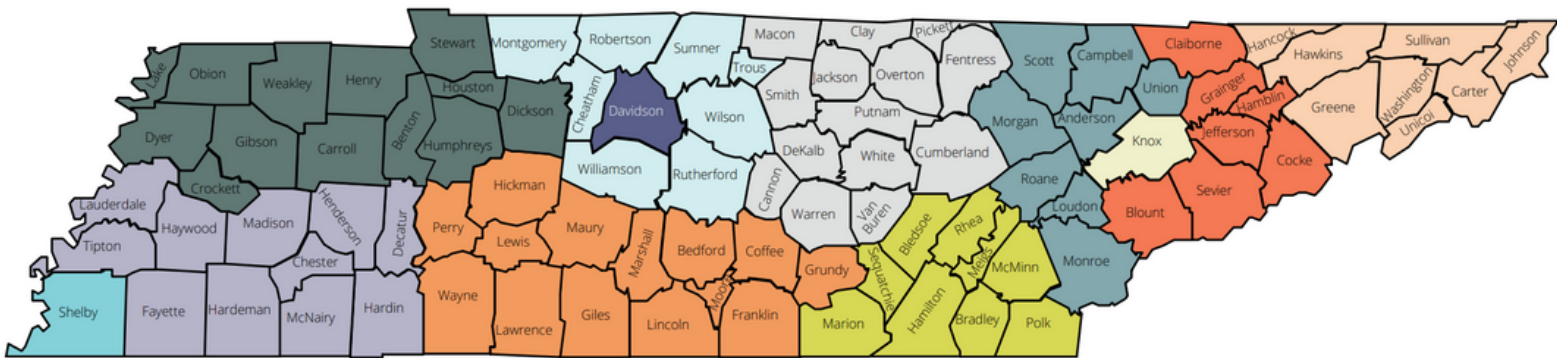 Stewart
Montgomery
Robertson
Sumner
Macon
Clay
Pickett
Fentress
Scott
Campbell
Claiborne
Hancock
Hawkins
Sullivan
Johnson
Lake
Obion
Weakley
Henry
Houston
Dickson
Cheatham
Davidson
Wilson
Trous
Smith
Jackson
Overton
Putnam
Morgan
Anderson
Union
Grainger
Hamblin
Greene
Washington
Carter
Unicoi
Dyer
Gibson
Carroll
Benton
Humphreys
Williamson
Rutherford
DeKalb
White
Cumberland
Knox
Jefferson
Cocke
Crockett
Hickman
Cannon
Warren
Van
Buren
Roane
Loudon
Blount
Sevier
Lauderdale
Haywood
Madison
Henderson
Decatur
Perry
Lewis
Maury
Marshall
Bedford
Coffee
Grundy
Bledsoe
Rhea
Meigs
McMinn
Monroe
Tipton
Chester
Sequatchie
Shelby
Fayette
Hardeman
McNairy
Hardin
Wayne
Lawrence
Giles
Lincoln
Moore
Franklin
Marion
Hamilton
Bradley
Polk